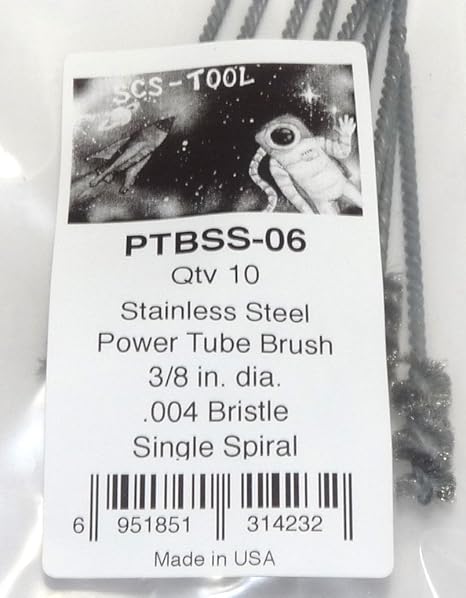 SCS-TOOL
PTBSS-06
Qty 10
Stainless Steel
Power Tube Brush
3/8 in. dia.
.004 Bristle
Single Spiral
6 951851 314232
Made in USA